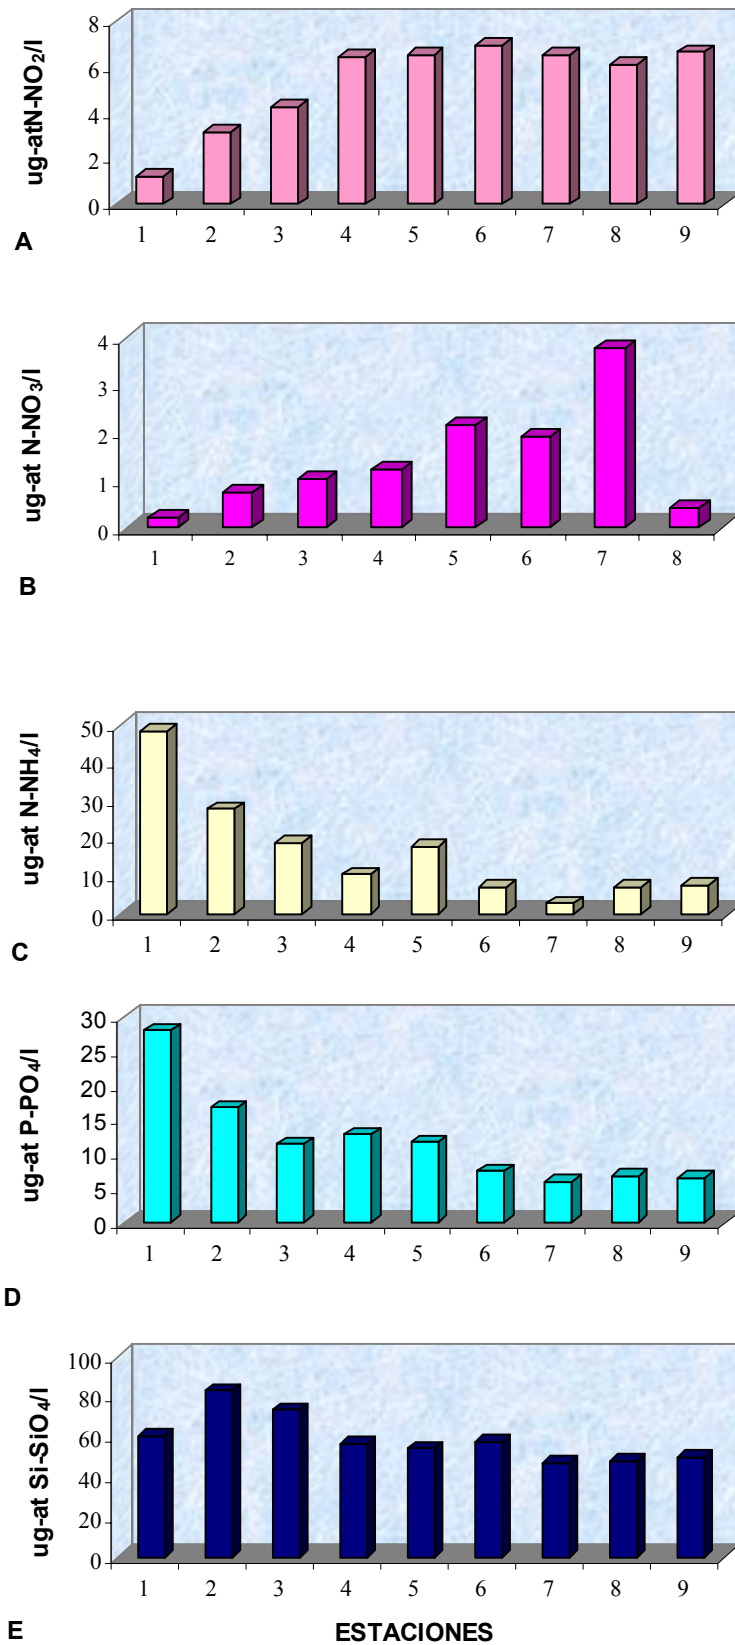 ug-atN-NO₂/l
8
6
4
2
0
1 2 3 4 5 6 7 8 9
A
ug-at N-NO₃/l
4
3
2
1
0
1 2 3 4 5 6 7 8
B
ug-at N-NH₄/l
50
40
30
20
10
0
1 2 3 4 5 6 7 8 9
C
ug-at P-PO₄/l
30
25
20
15
10
5
0
1 2 3 4 5 6 7 8 9
D
ug-at Si-SiO₄/l
100
80
60
40
20
0
1 2 3 4 5 6 7 8 9
E
ESTACIONES